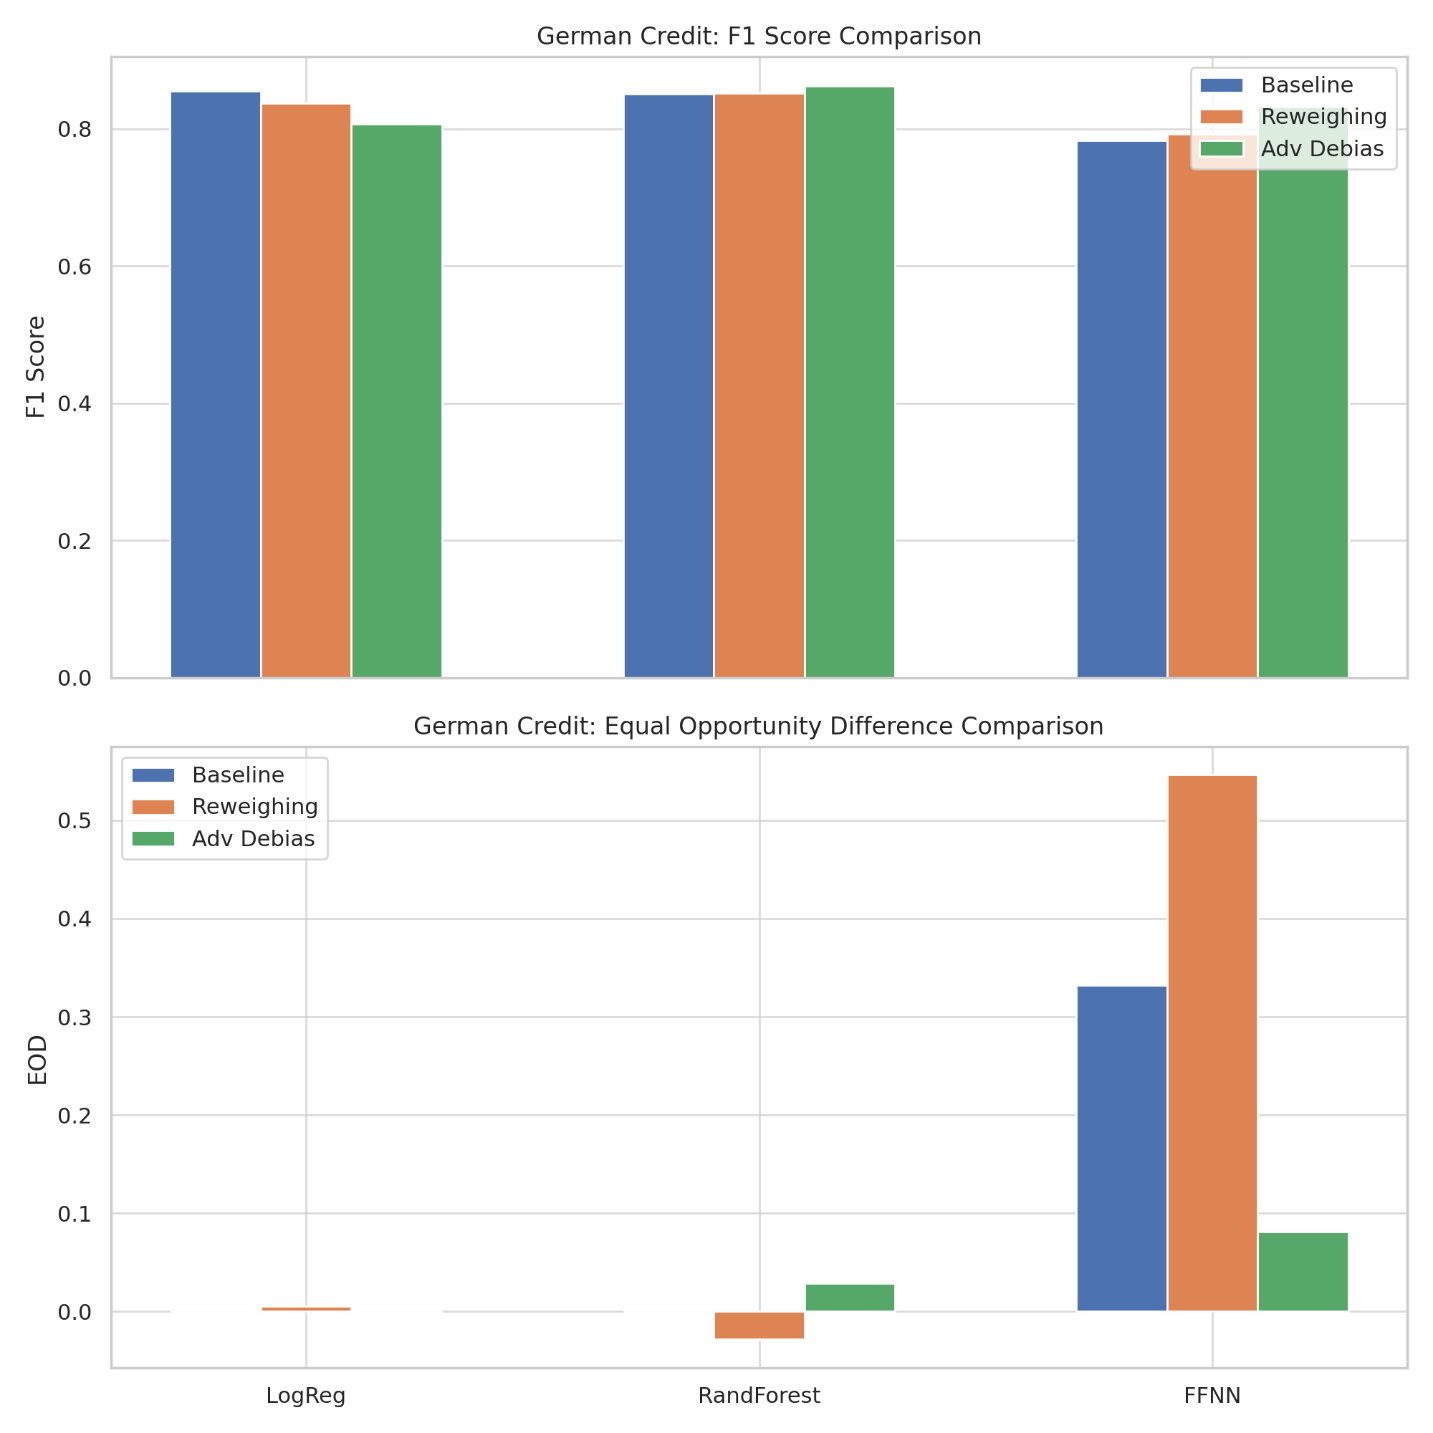 German Credit: F1 Score Comparison
Baseline
Reweighing
Adv Debias
0.8
0.6
0.4
0.2
0.0
F1 Score
German Credit: Equal Opportunity Difference Comparison
Baseline
Reweighing
Adv Debias
0.5
0.4
0.3
0.2
0.1
0.0
EOD
LogReg
RandForest
FFNN